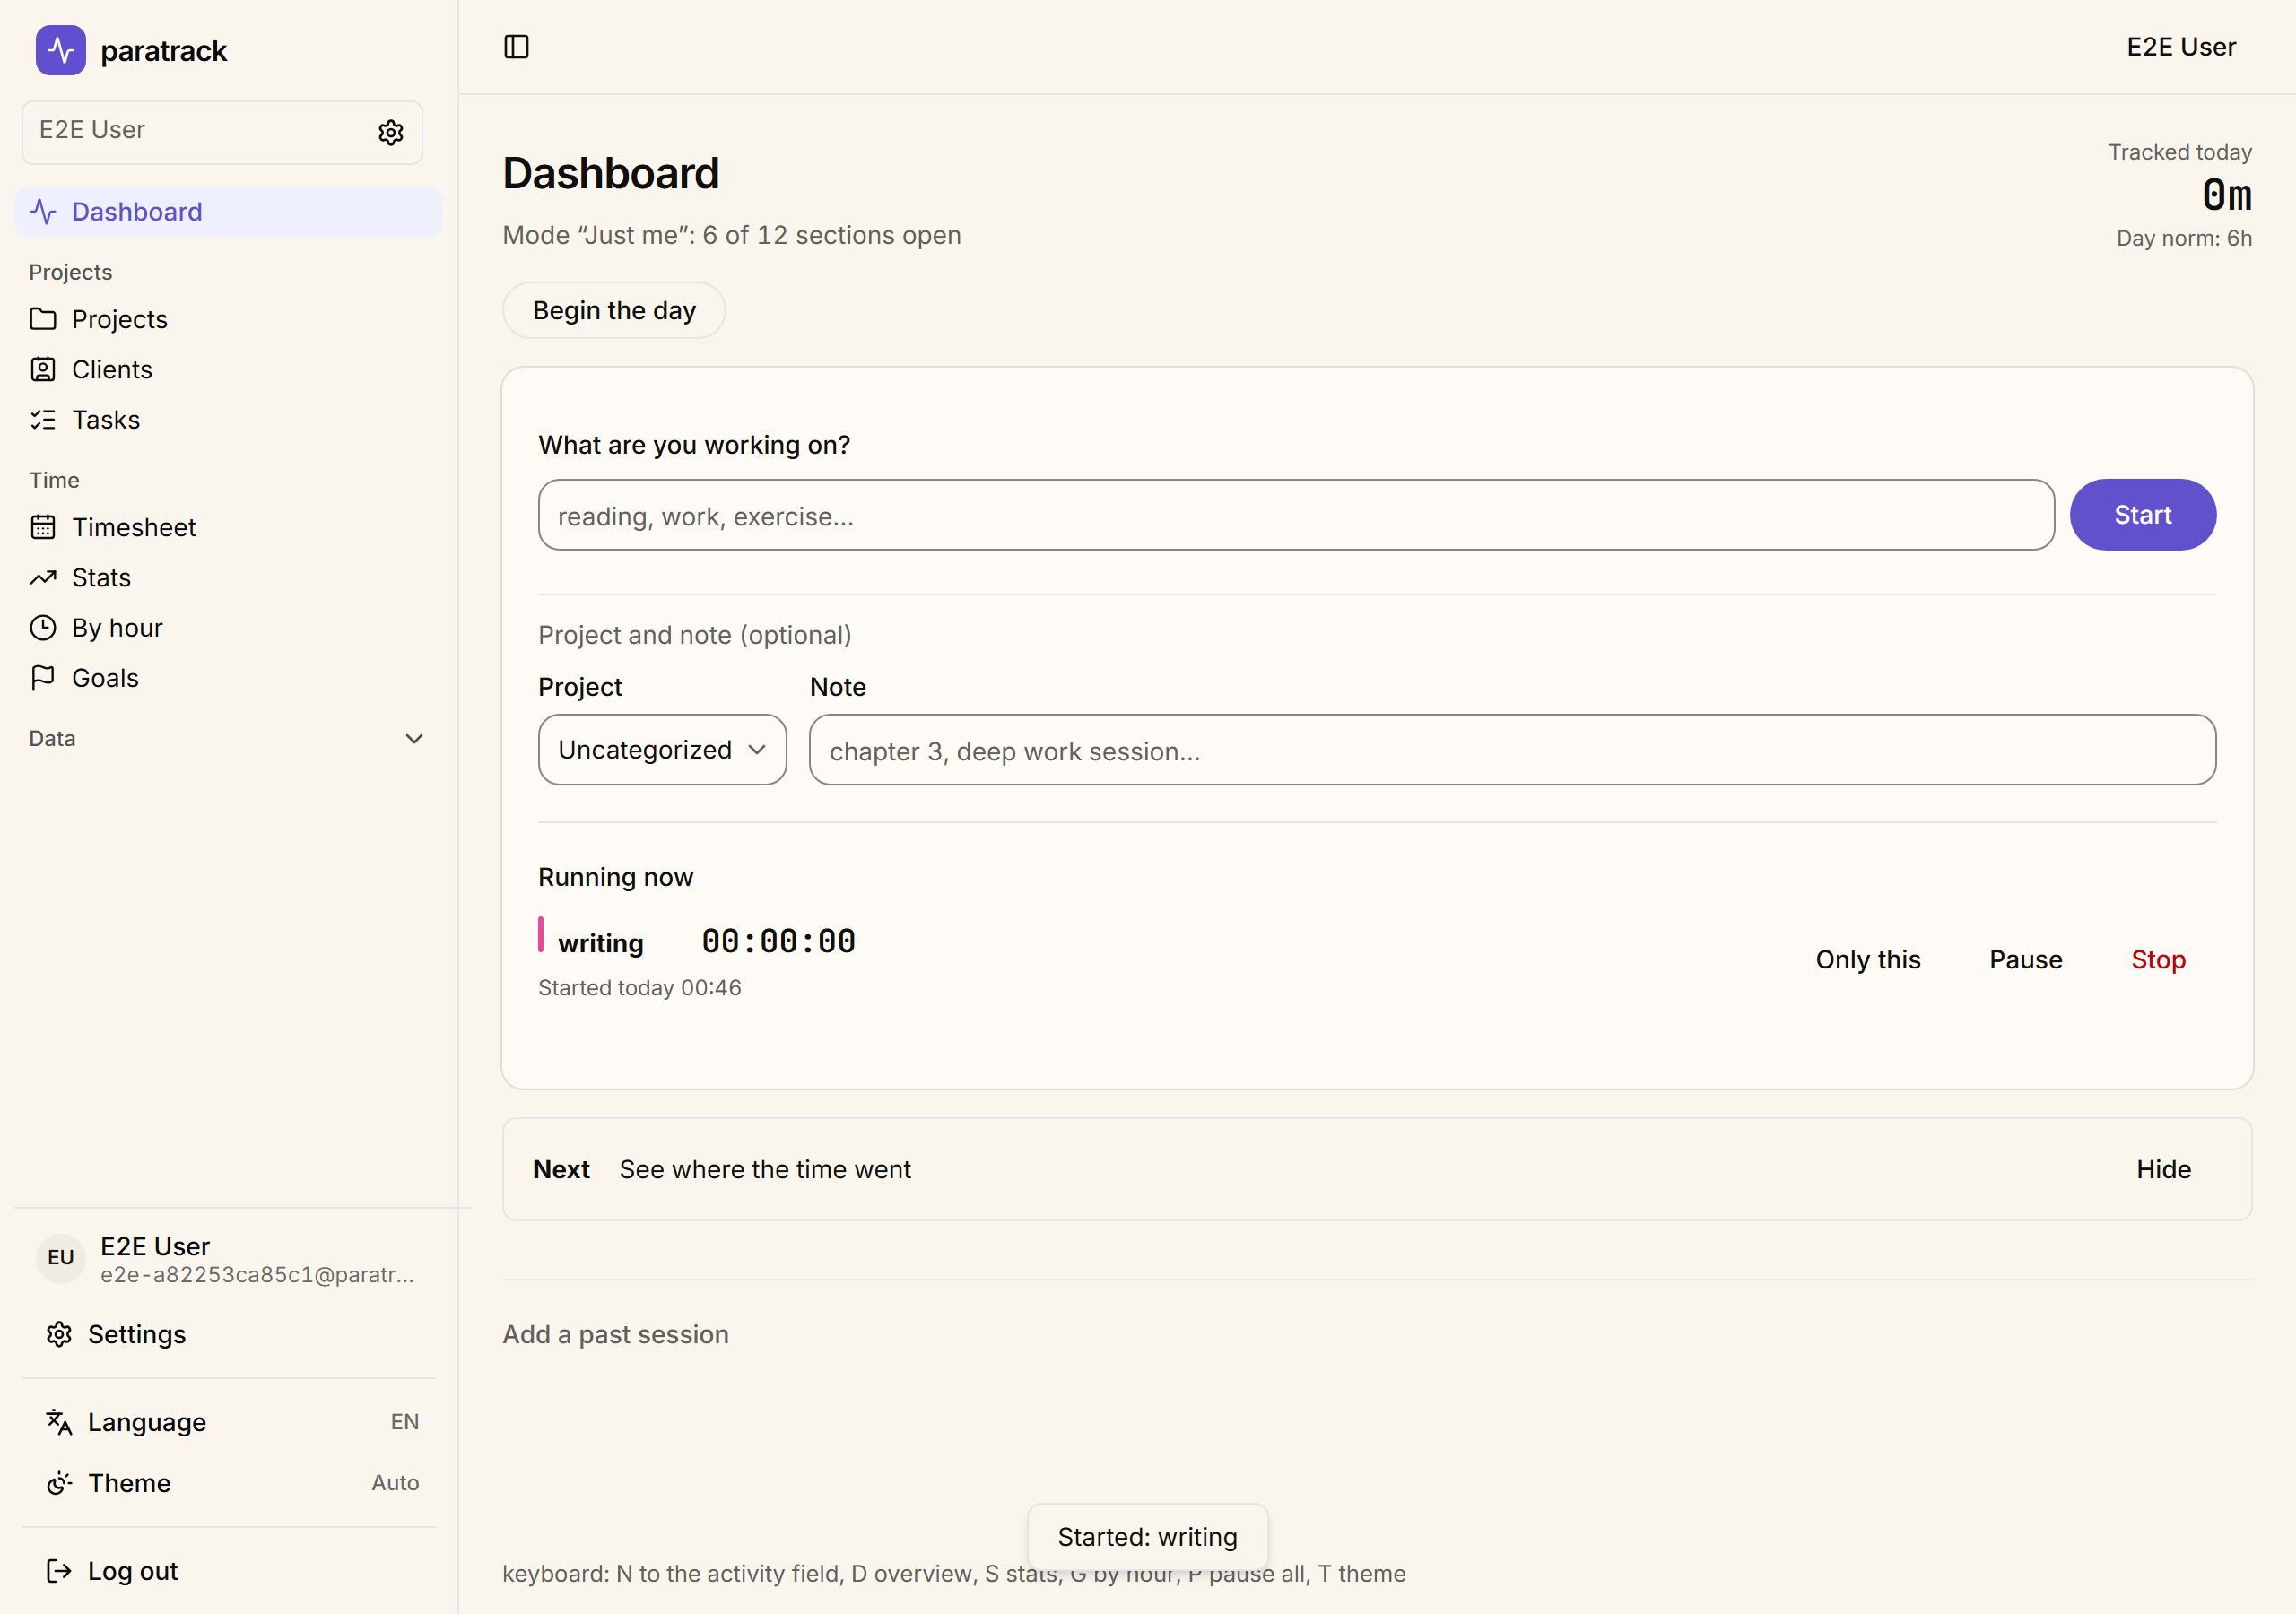 paratrack
E2E User
Dashboard
Projects
Projects
Clients
Tasks
Time
Timesheet
Stats
By hour
Goals
Data
EU
E2E User
e2e-a82253ca85c1@paratr...
Settings
Language EN
Theme Auto
Log out
E2E User
Dashboard
Mode “Just me”: 6 of 12 sections open
Tracked today
0m
Day norm: 6h
Begin the day
What are you working on?
reading, work, exercise...
Start
Project and note (optional)
Project Note
Uncategorized chapter 3, deep work session...
Running now
writing 00:00:00
Started today 00:46
Only this Pause Stop
Next See where the time went Hide
Add a past session
Started: writing
keyboard: N to the activity field, D overview, S stats, G by hour, P pause all, T theme